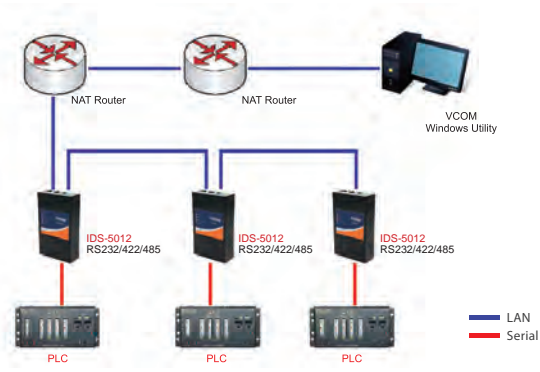 NAT Router
NAT Router
VCOM
Windows Utility
IDS-5012
RS232/422/485
IDS-5012
RS232/422/485
IDS-5012
RS232/422/485
PLC
PLC
PLC
LAN
Serial